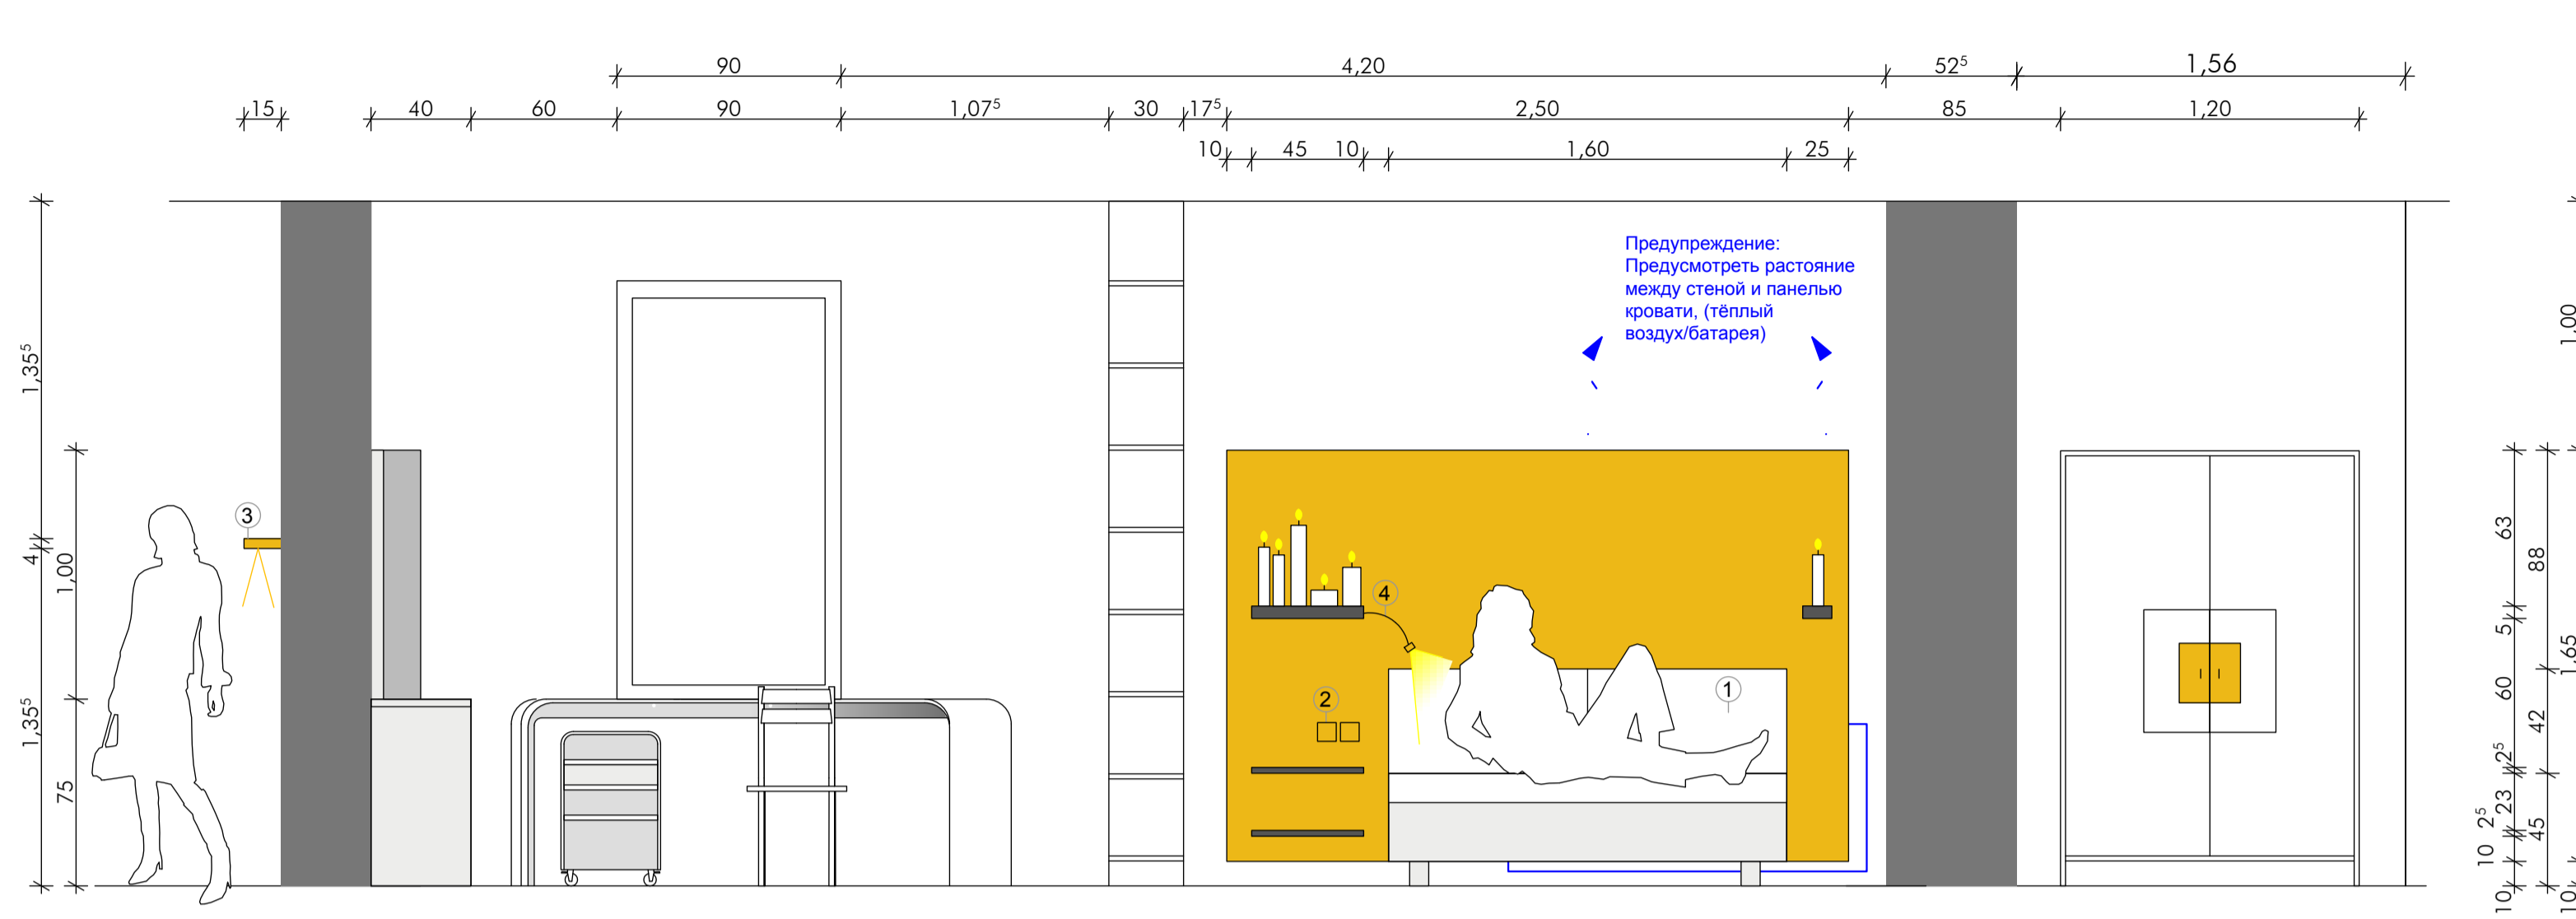 90 4,20 52⁵ 1,56
15 40 60 90 1,07⁵ 30 17⁵ 2,50 85 1,20
10 45 10 1,60 25
Предупреждение:
Предусмотреть растояние
между стеной и панелью
кровати, (тёплый
воздух/батарея)
1,35⁵
4
1,35⁵
1,00
75
3
4
2
1
63
5
60
2⁵
23
2⁵
10
10
88
42
45
1,00
1,65
10